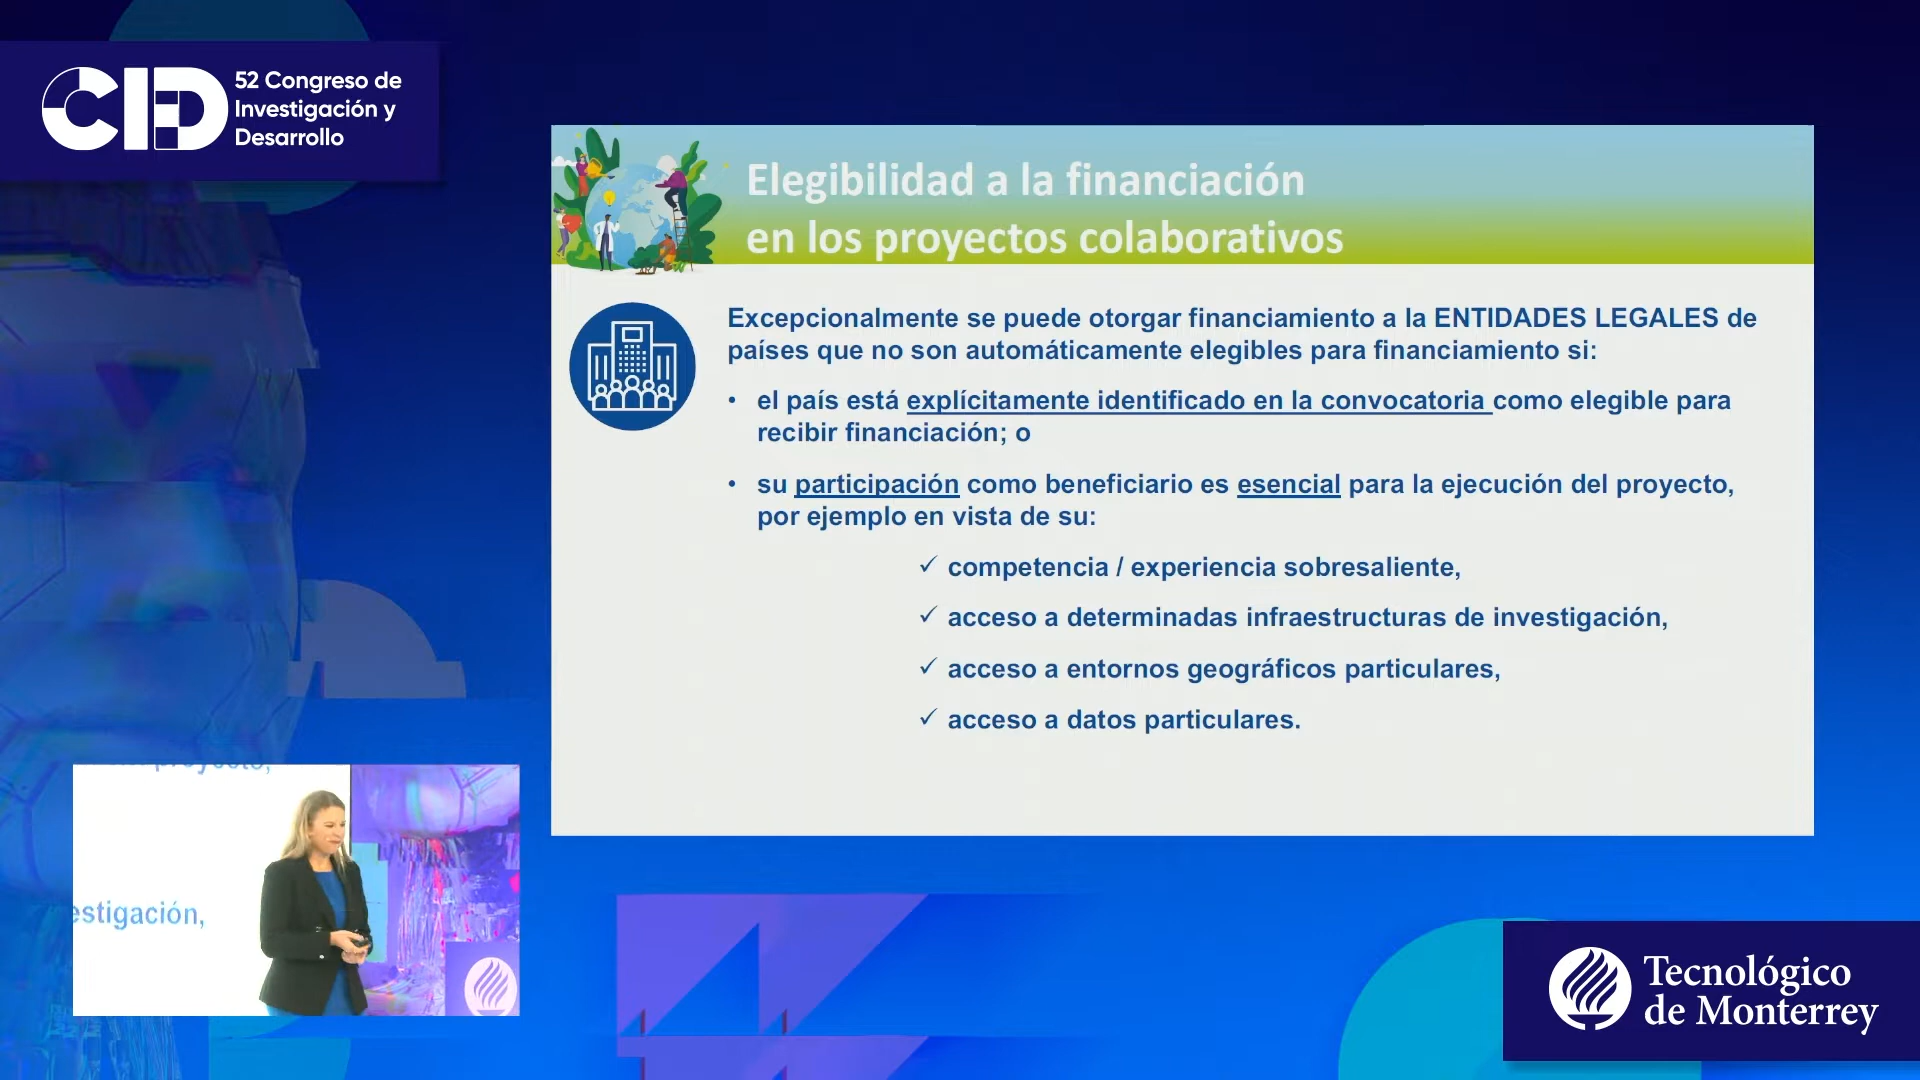 CID
52 Congreso de
Investigación y
Desarrollo
Elegibilidad a la financiación
en los proyectos colaborativos
Excepcionalmente se puede otorgar financiamiento a la ENTIDADES LEGALES de
países que no son automáticamente elegibles para financiamiento si:
• el país está explícitamente identificado en la convocatoria como elegible para
recibir financiación; o
• su participación como beneficiario es esencial para la ejecución del proyecto,
por ejemplo en vista de su:
✓ competencia / experiencia sobresaliente,
✓ acceso a determinadas infraestructuras de investigación,
✓ acceso a entornos geográficos particulares,
✓ acceso a datos particulares.
proyecto,
estigación,
Tecnológico
de Monterrey